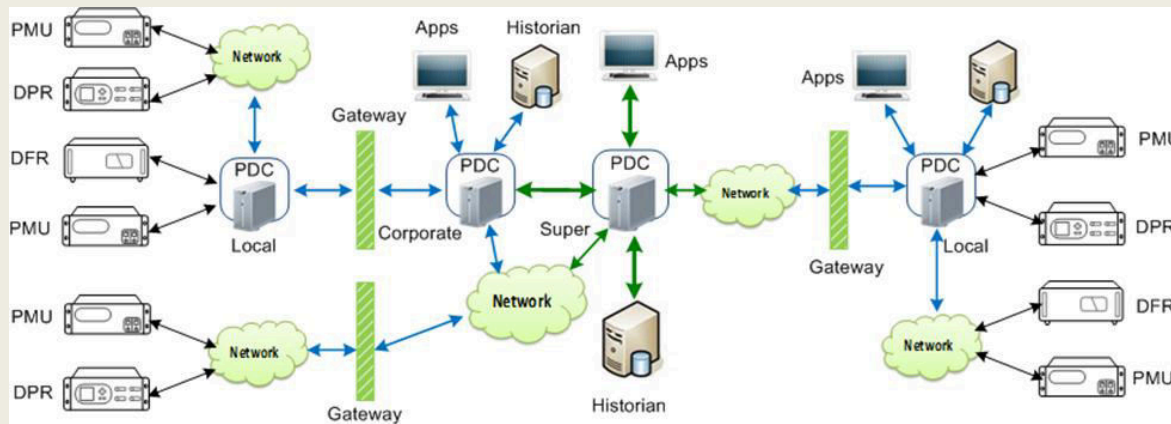 PMU
Network
Apps
Historian
Apps
DPR
Apps
Gateway
DFR
PDC
PDC
PDC
PDC
PMU
Network
PMU
Local
Corporate
Super
Local
DPR
Gateway
Network
PMU
Network
DFR
Network
DPR
Gateway
Historian
PMU